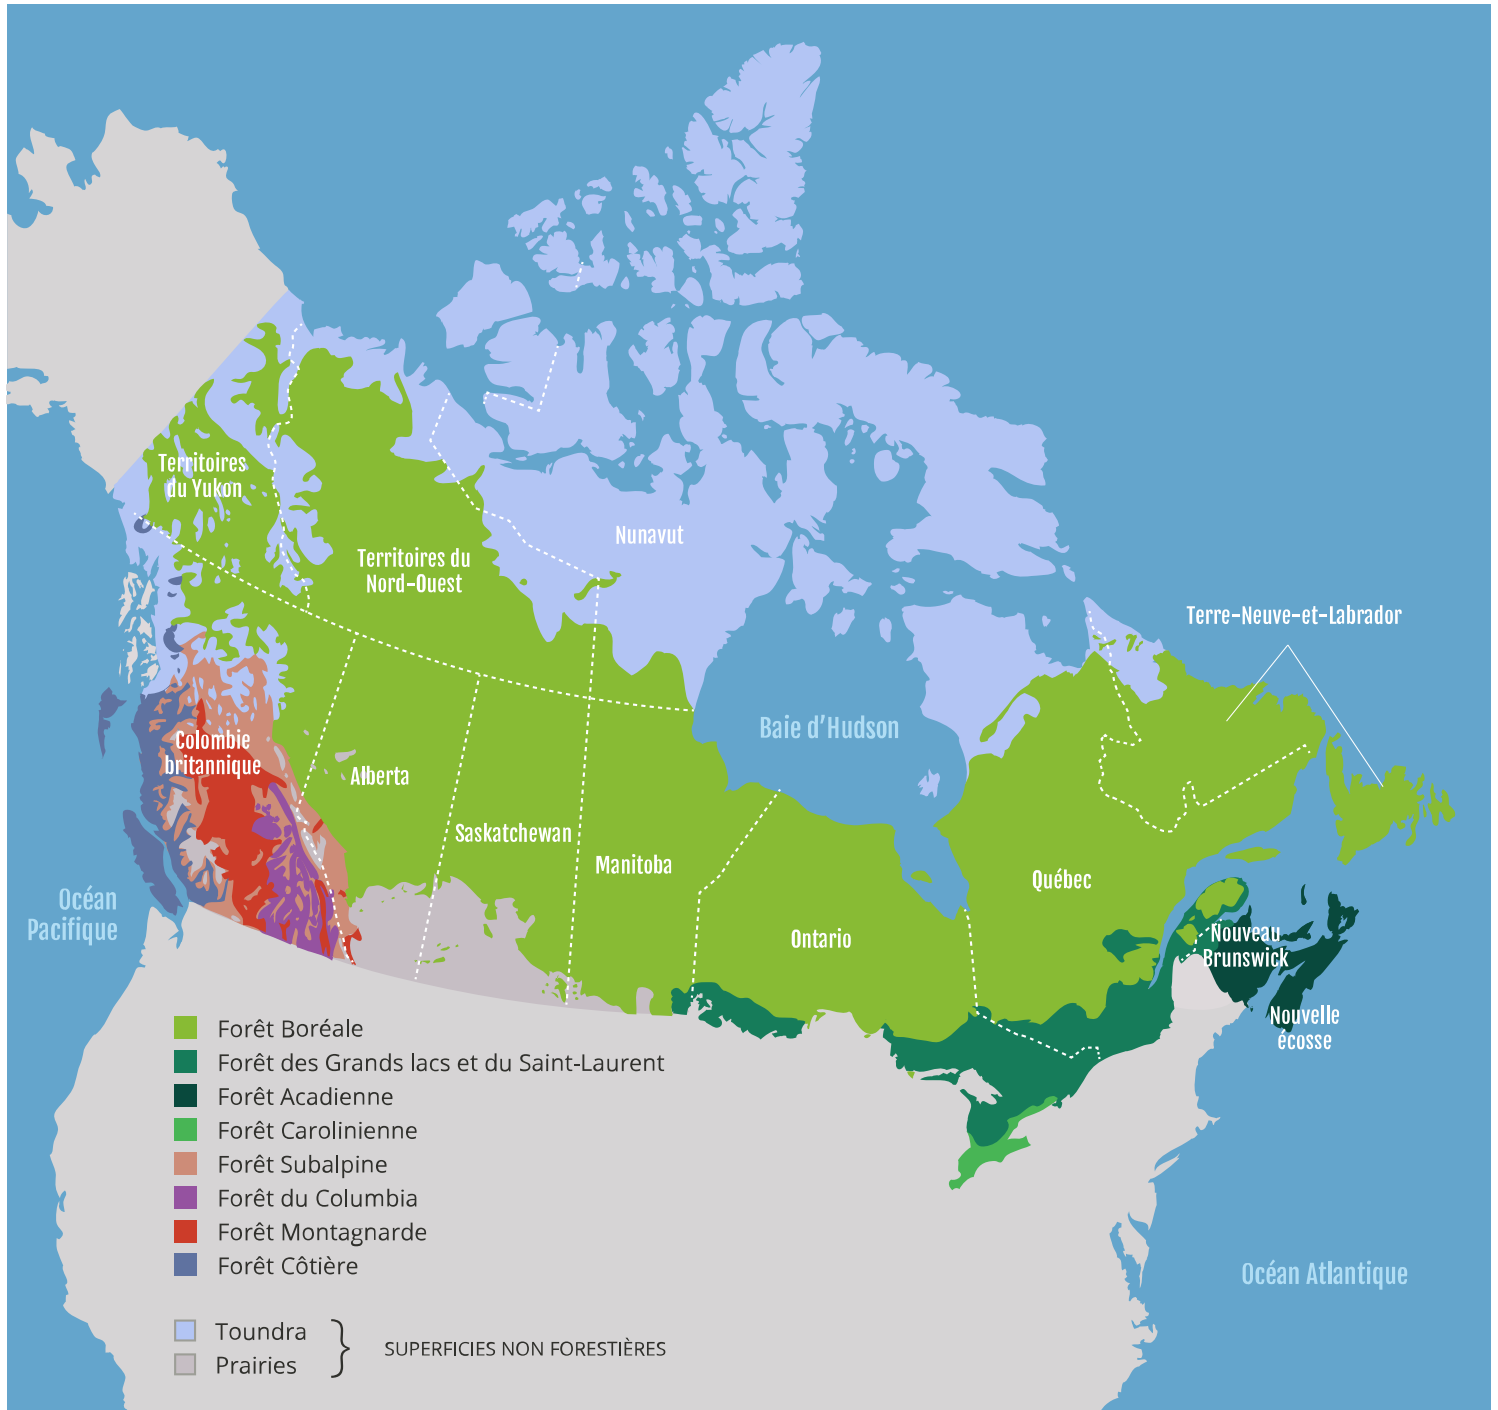 Territoires
du Yukon
Territoires du
Nord-Ouest
Nunavut
Terre-Neuve-et-Labrador
Baie d’Hudson
Colombie
britannique
Alberta
Saskatchewan
Manitoba
Québec
Ontario
Océan
Pacifique
Nouveau
Brunswick
Nouvelle
écosse
Océan Atlantique
Forêt Boréale
Forêt des Grands lacs et du Saint-Laurent
Forêt Acadienne
Forêt Carolinienne
Forêt Subalpine
Forêt du Columbia
Forêt Montagnarde
Forêt Côtière
Toundra
Prairies
SUPERFICIES NON FORESTIÈRES